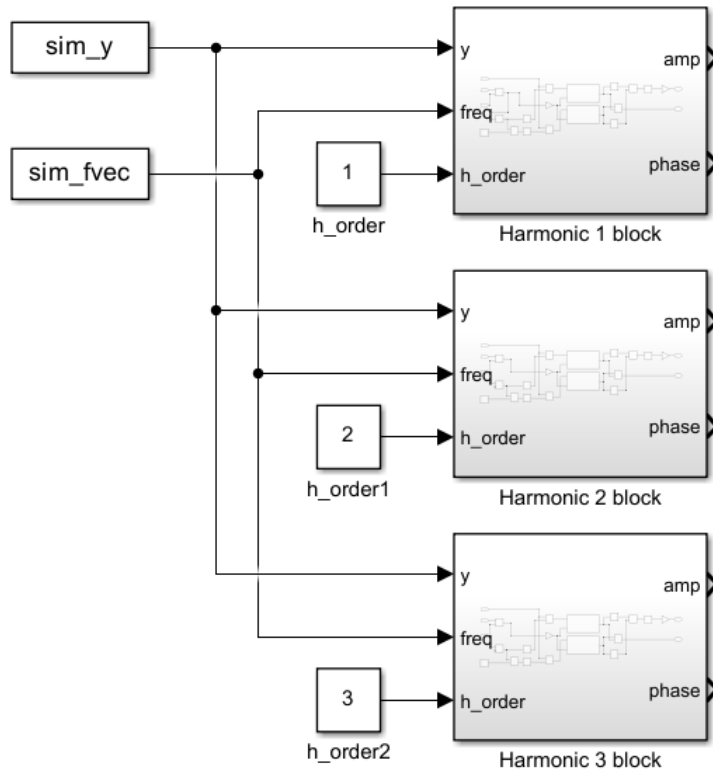 sim_y
sim_fvec
1
h_order
y
freq
h_order
amp
phase
Harmonic 1 block
2
h_order1
y
freq
h_order
amp
phase
Harmonic 2 block
3
h_order2
y
freq
h_order
amp
phase
Harmonic 3 block